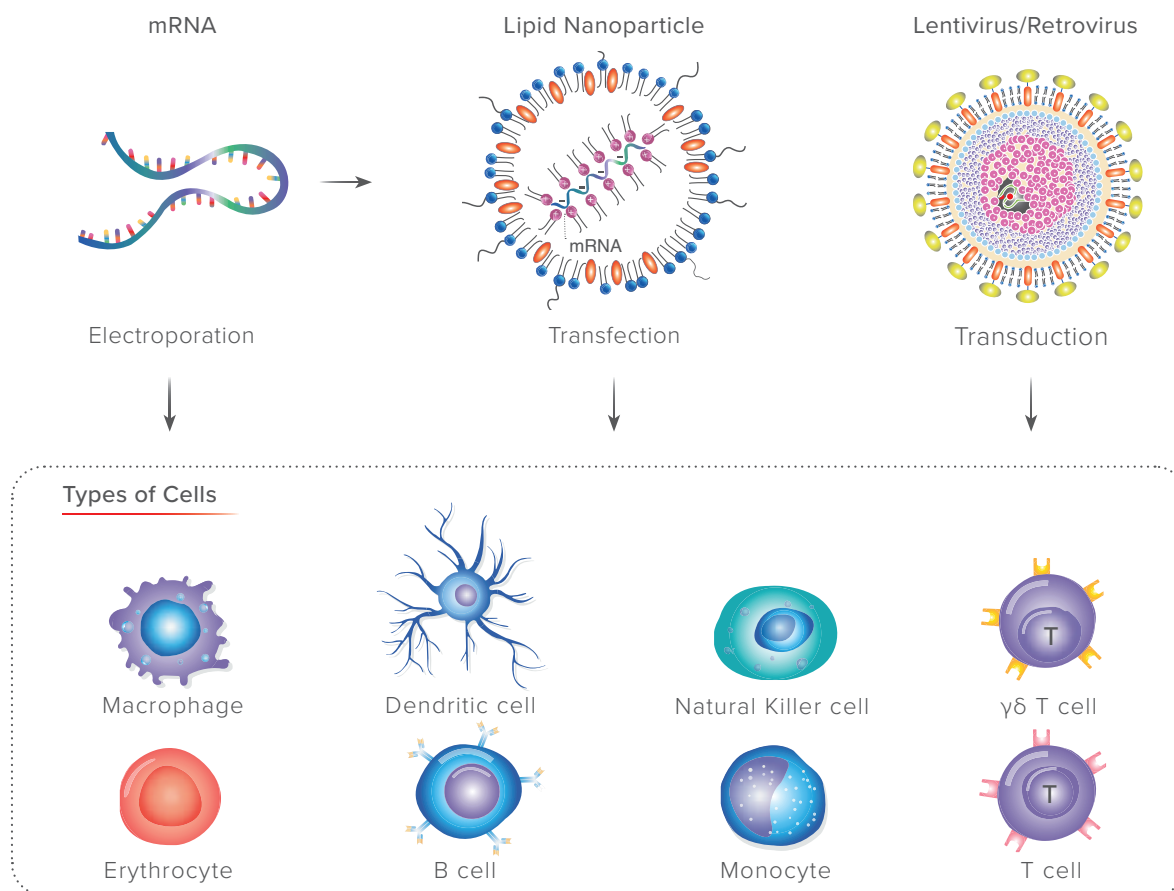 mRNA
Lipid Nanoparticle
Lentivirus/Retrovirus
mRNA
Electroporation
Transfection
Transduction
Types of Cells
T
Macrophage
Dendritic cell
Natural Killer cell
γδ T cell
T
Erythrocyte
B cell
Monocyte
T cell